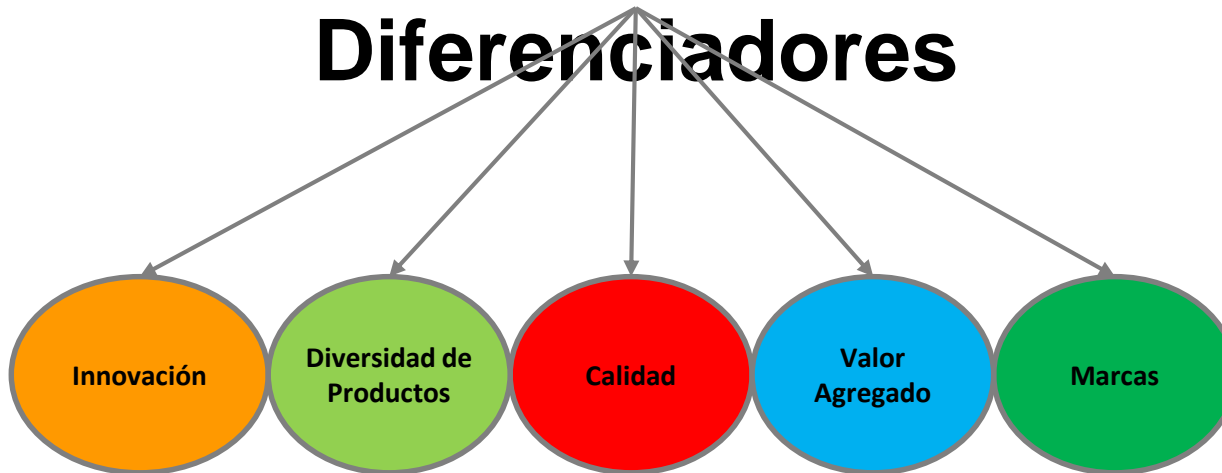 Diferenciadores
Innovación
Diversidad de
Productos
Calidad
Valor
Agregado
Marcas